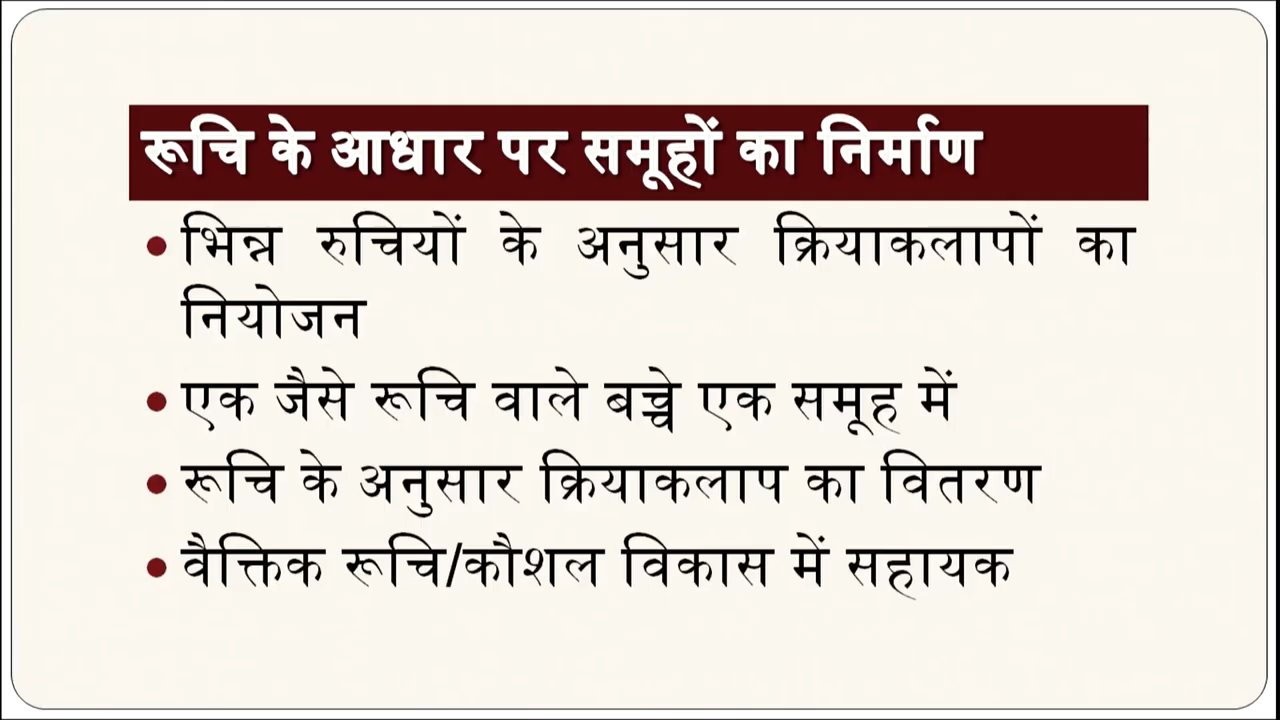 रूचि के आधार पर समूहों का निर्माण
• भिन्न रुचियों के अनुसार क्रियाकलापों का
नियोजन
• एक जैसे रूचि वाले बच्चे एक समूह में
• रूचि के अनुसार क्रियाकलाप का वितरण
• वैक्तिक रूचि/कौशल विकास में सहायक